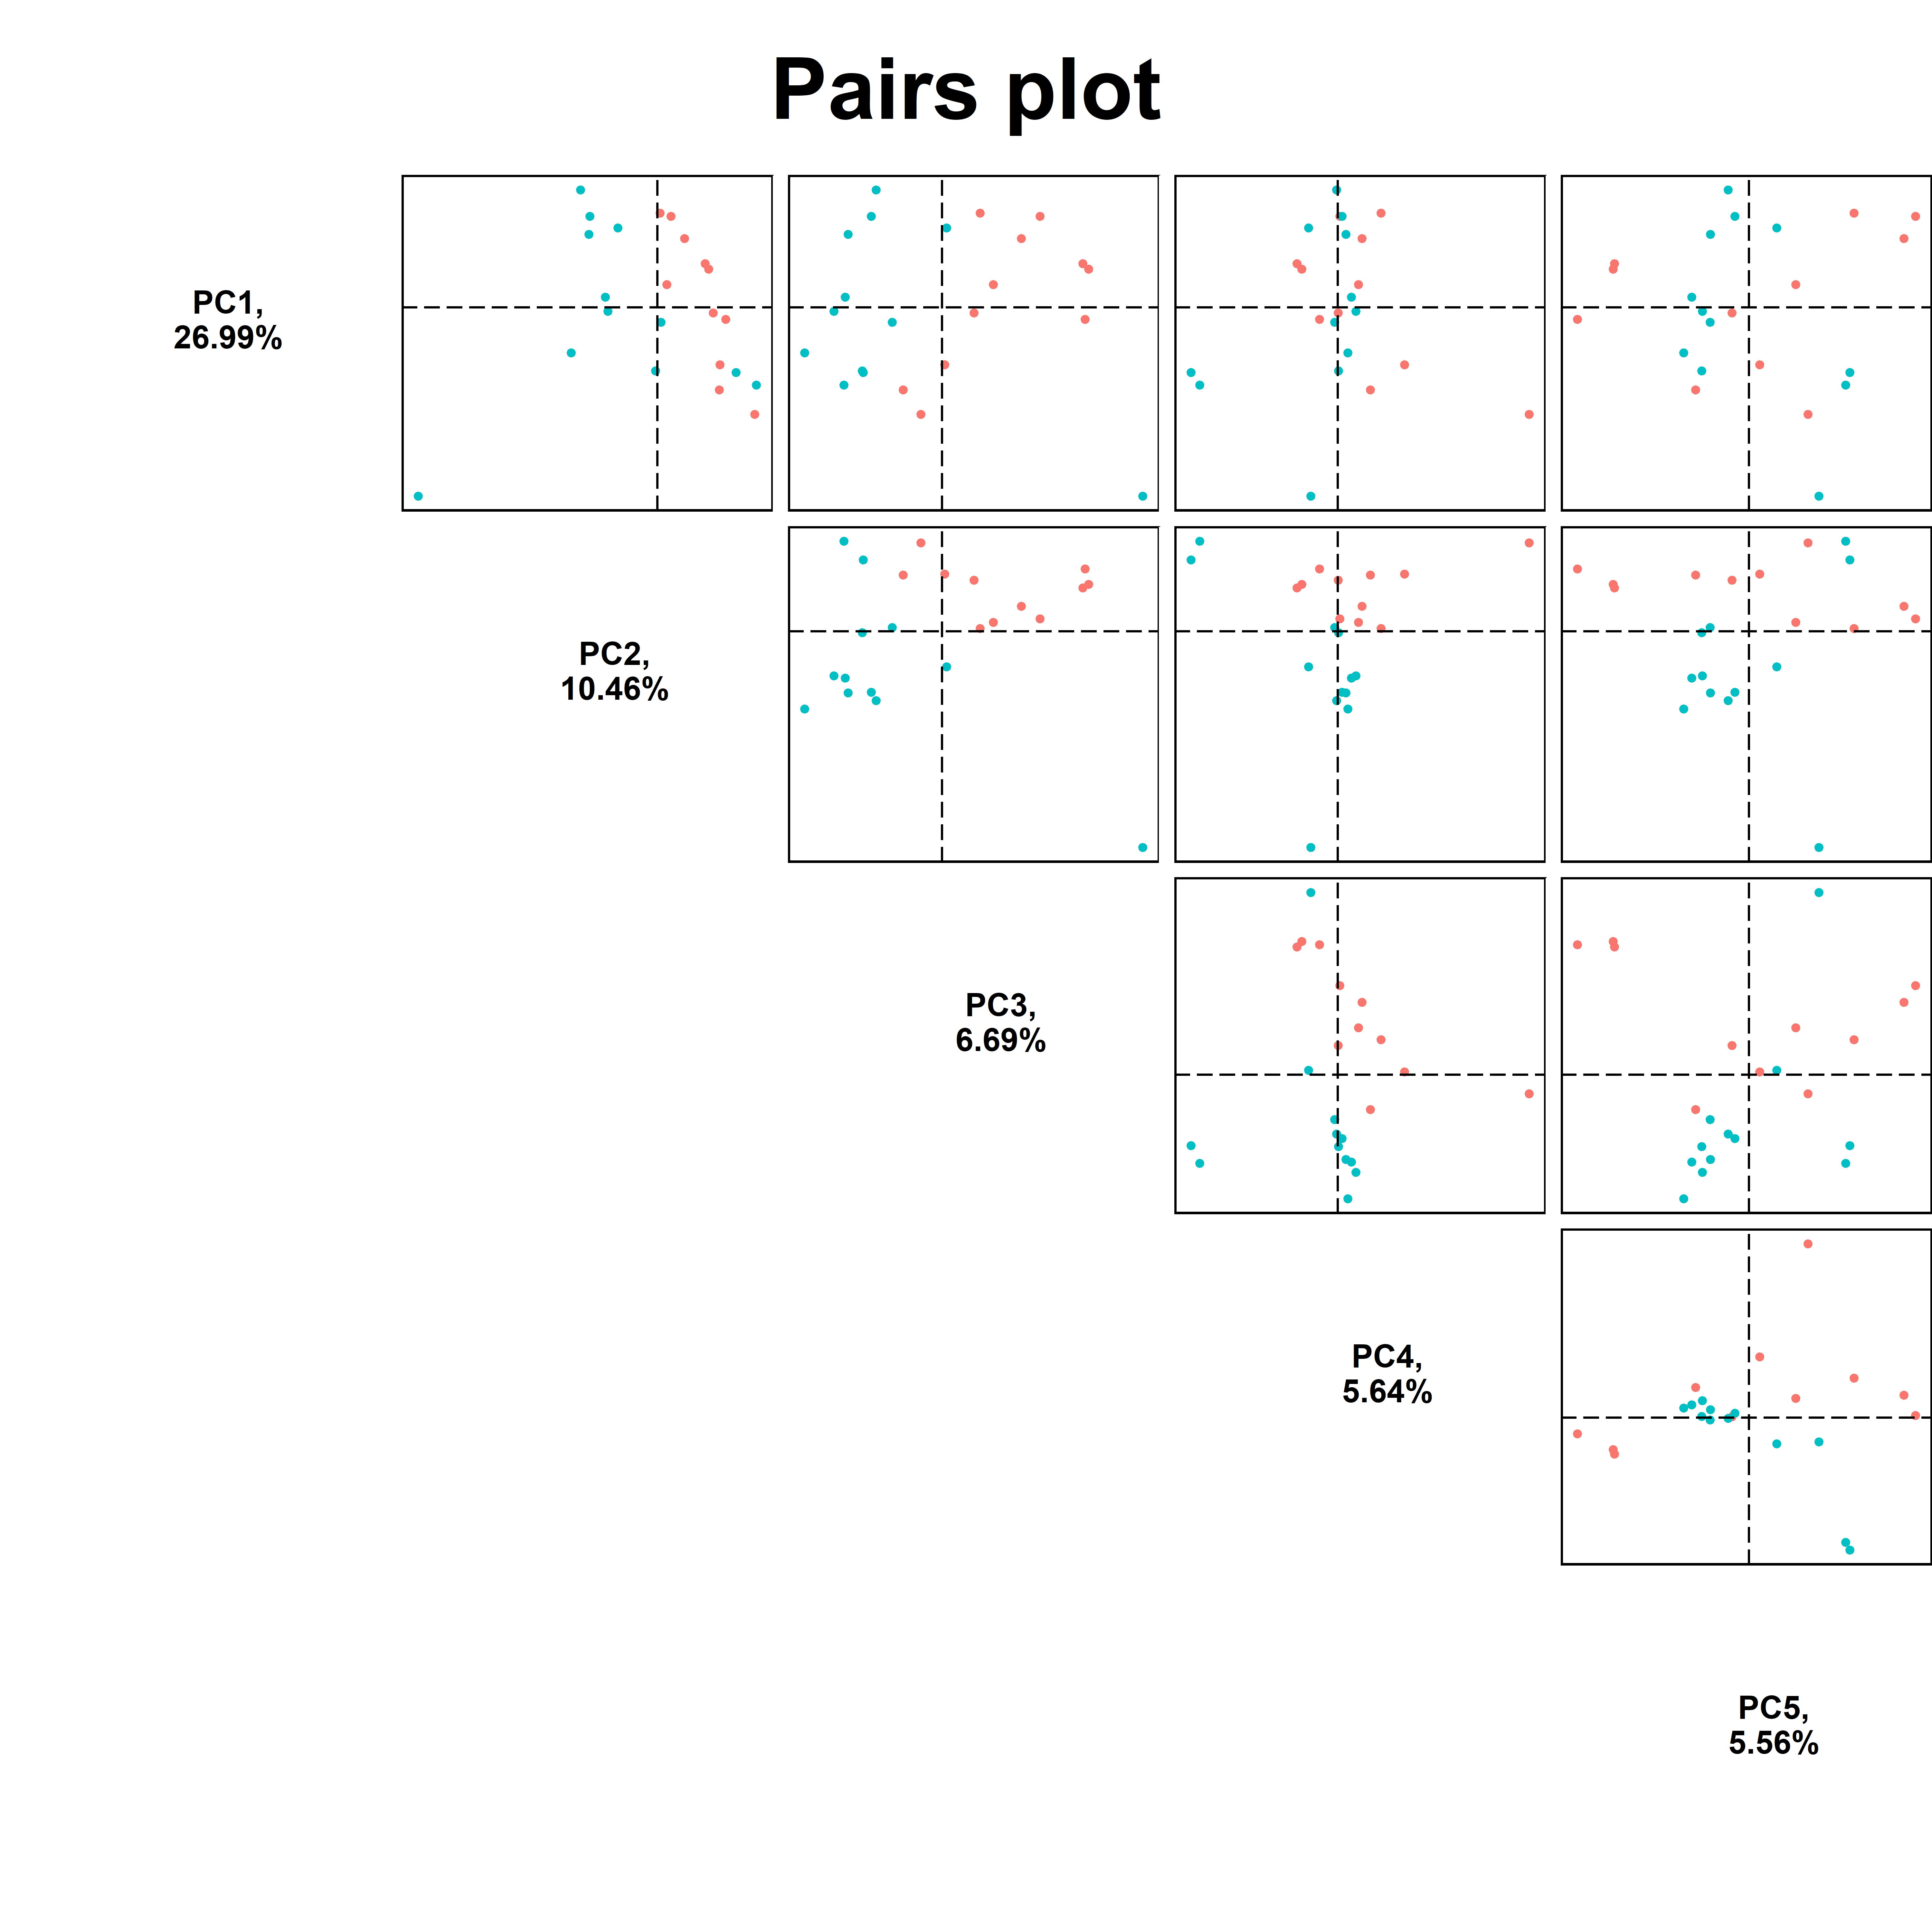 Pairs plot
PC1,
26.99%
PC2,
10.46%
PC3,
6.69%
PC4,
5.64%
PC5,
5.56%